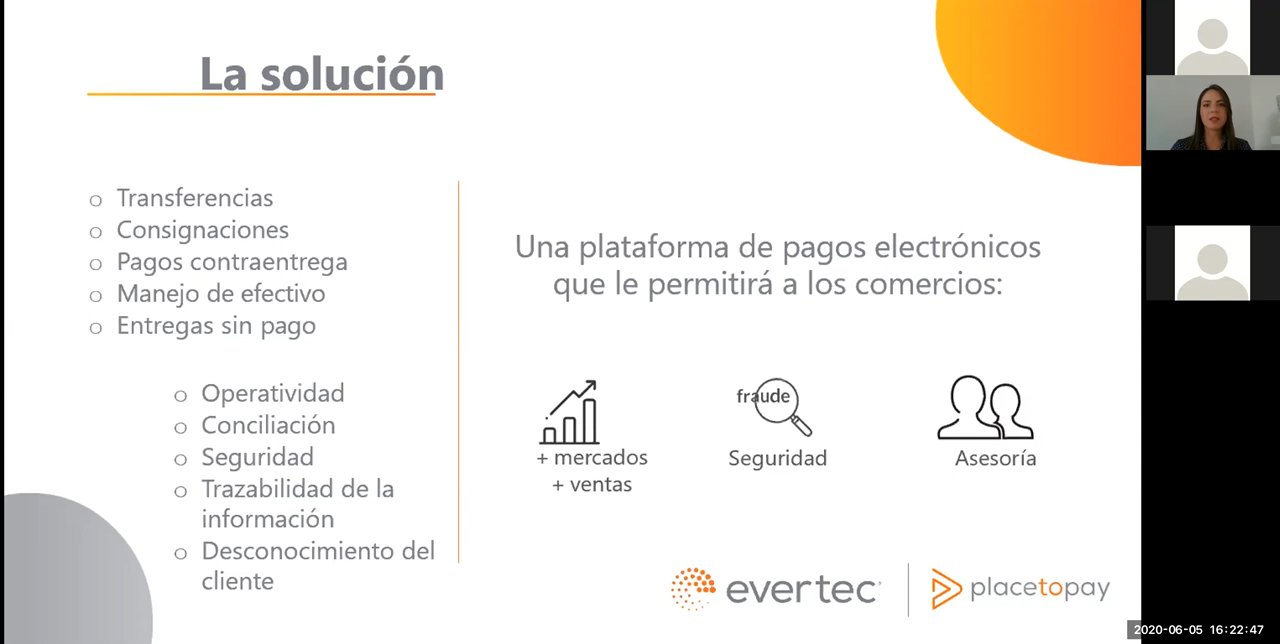 La solución
o Transferencias
o Consignaciones
o Pagos contraentrega
o Manejo de efectivo
o Entregas sin pago
o Operatividad
o Conciliación
o Seguridad
o Trazabilidad de la
información
o Desconocimiento del
cliente
Una plataforma de pagos electrónicos
que le permitirá a los comercios:
+ mercados
+ ventas
fraude
Seguridad
Asesoría
evertec
placetopay
2020-06-05 16:22:47